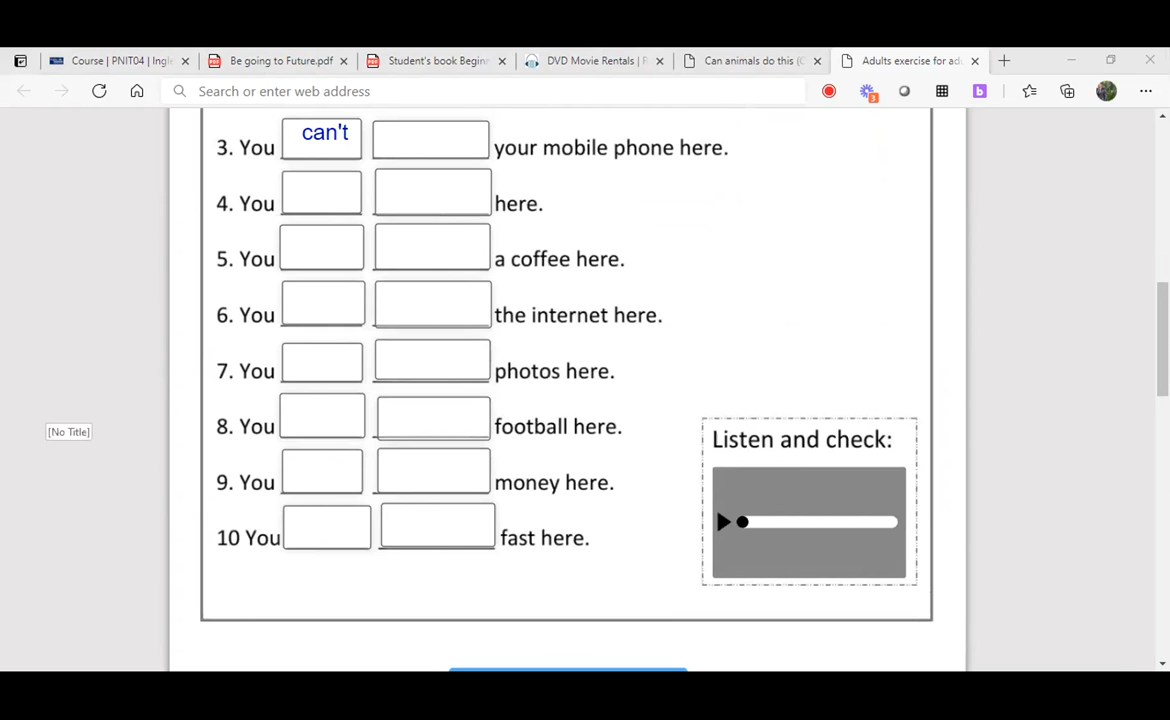 Course | PNIT04 | Ingl
Be going to Future.pdf
Student's book Beginn
DVD Movie Rentals | P
Can animals do this (C
Adults exercise for adu
Search or enter web address
3
3. You can't your mobile phone here.
4. You here.
5. You a coffee here.
6. You the internet here.
7. You photos here.
8. You football here.
[No Title]
Listen and check:
9. You money here.
10 You fast here.